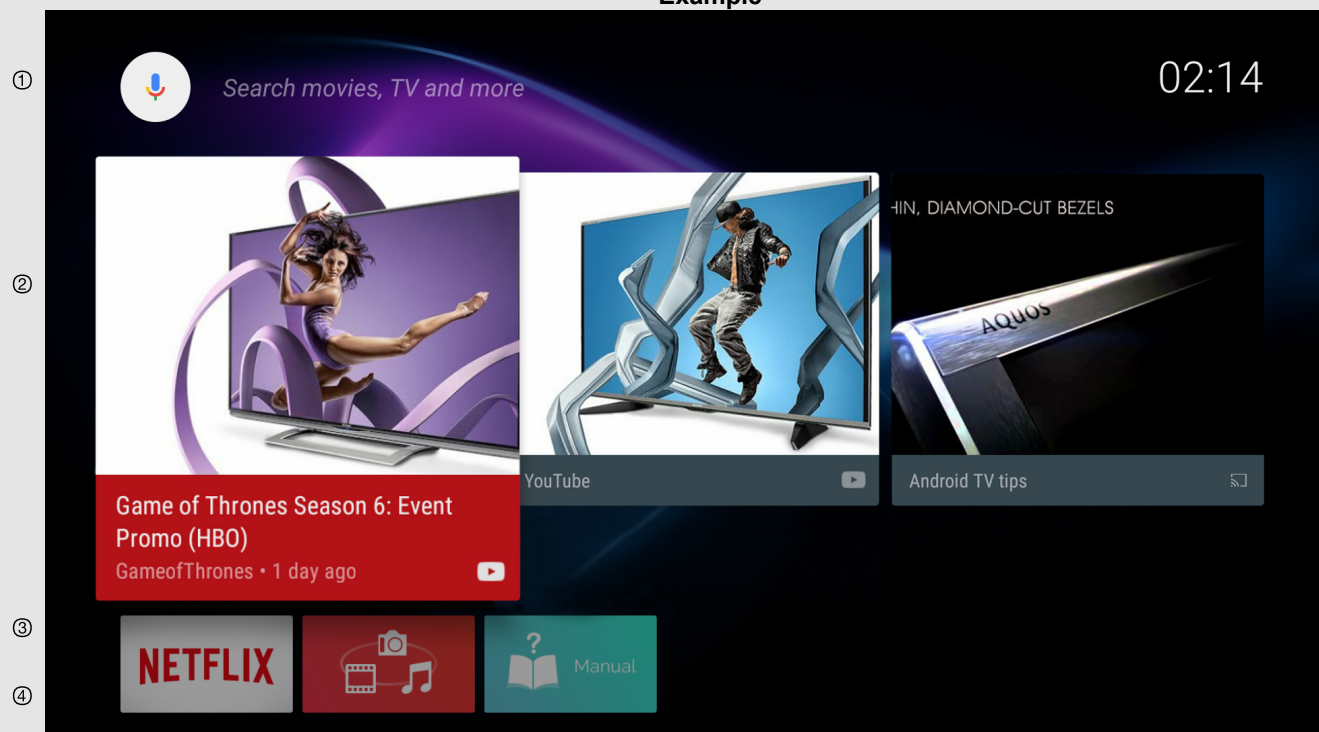 Example
①
Search movies, TV and more
02:14
②
HIN, DIAMOND-CUT BEZELS
AQUOS
YouTube
Android TV tips
Game of Thrones Season 6: Event
Promo (HBO)
GameofThrones • 1 day ago
③
NETFLIX
? Manual
④